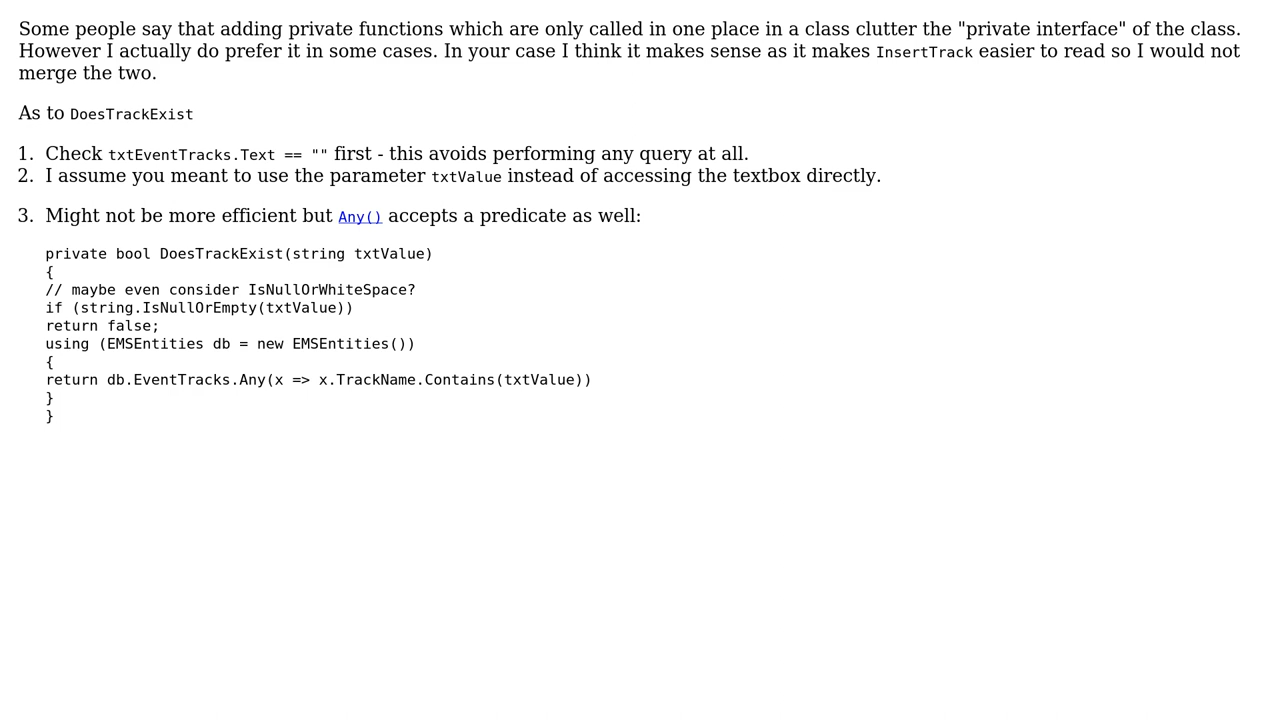 Some people say that adding private functions which are only called in one place in a class clutter the "private interface" of the class.
However I actually do prefer it in some cases. In your case I think it makes sense as it makes InsertTrack easier to read so I would not
merge the two.
As to DoesTrackExist
1. Check txtEventTracks.Text == "" first - this avoids performing any query at all.
2. I assume you meant to use the parameter txtValue instead of accessing the textbox directly.
3. Might not be more efficient but Any() accepts a predicate as well:
private bool DoesTrackExist(string txtValue)
{
// maybe even consider IsNullOrWhiteSpace?
if (string.IsNullOrEmpty(txtValue))
return false;
using (EMSEntities db = new EMSEntities())
{
return db.EventTracks.Any(x => x.TrackName.Contains(txtValue))
}
}